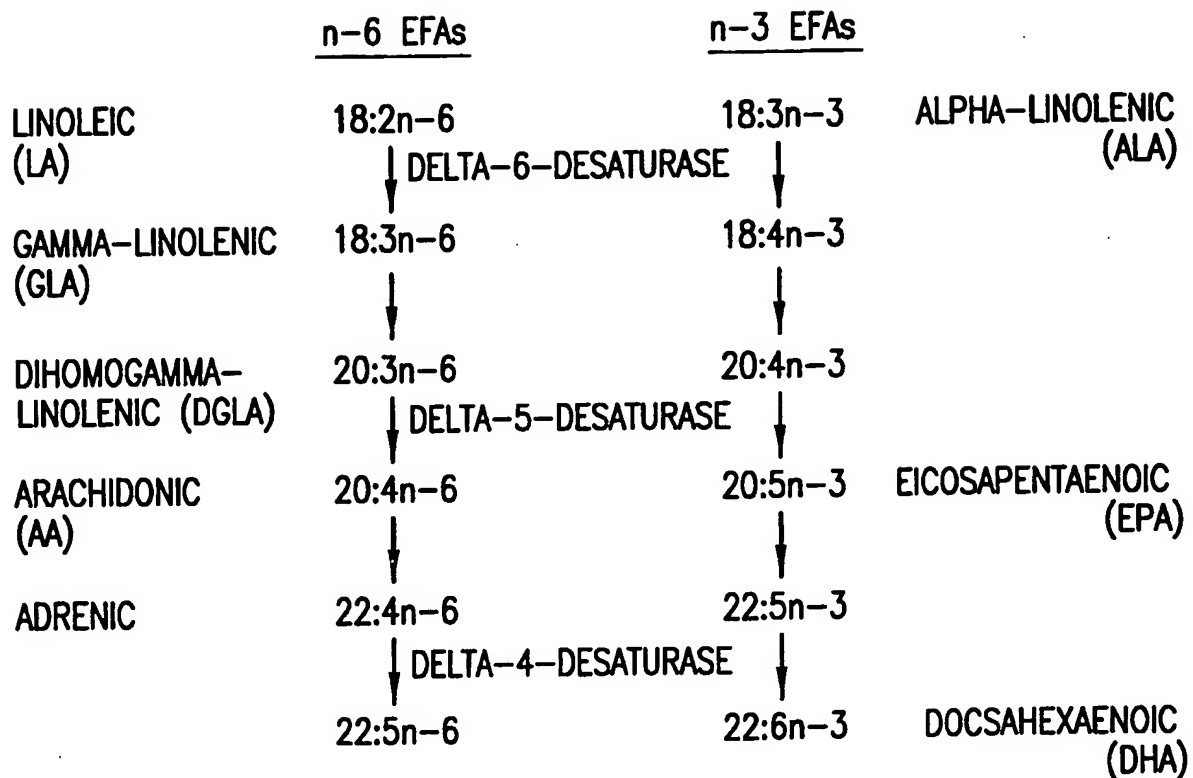 n-6 EFAs n-3 EFAs
LINOLEIC 18:2n-6 18:3n-3 ALPHA-LINOLENIC
(LA) DELTA-6-DESATURASE (ALA)
GAMMA-LINOLENIC 18:3n-6 18:4n-3
(GLA)
DIHOMOGAMMA- 20:3n-6 20:4n-3
LINOLENIC (DGLA) DELTA-5-DESATURASE
ARACHIDONIC 20:4n-6 20:5n-3 EICOSAPENTAENOIC
(AA) (EPA)
ADRENIC 22:4n-6 22:5n-3
DELTA-4-DESATURASE
22:5n-6 22:6n-3 DOCSAHEXAENOIC
(DHA)